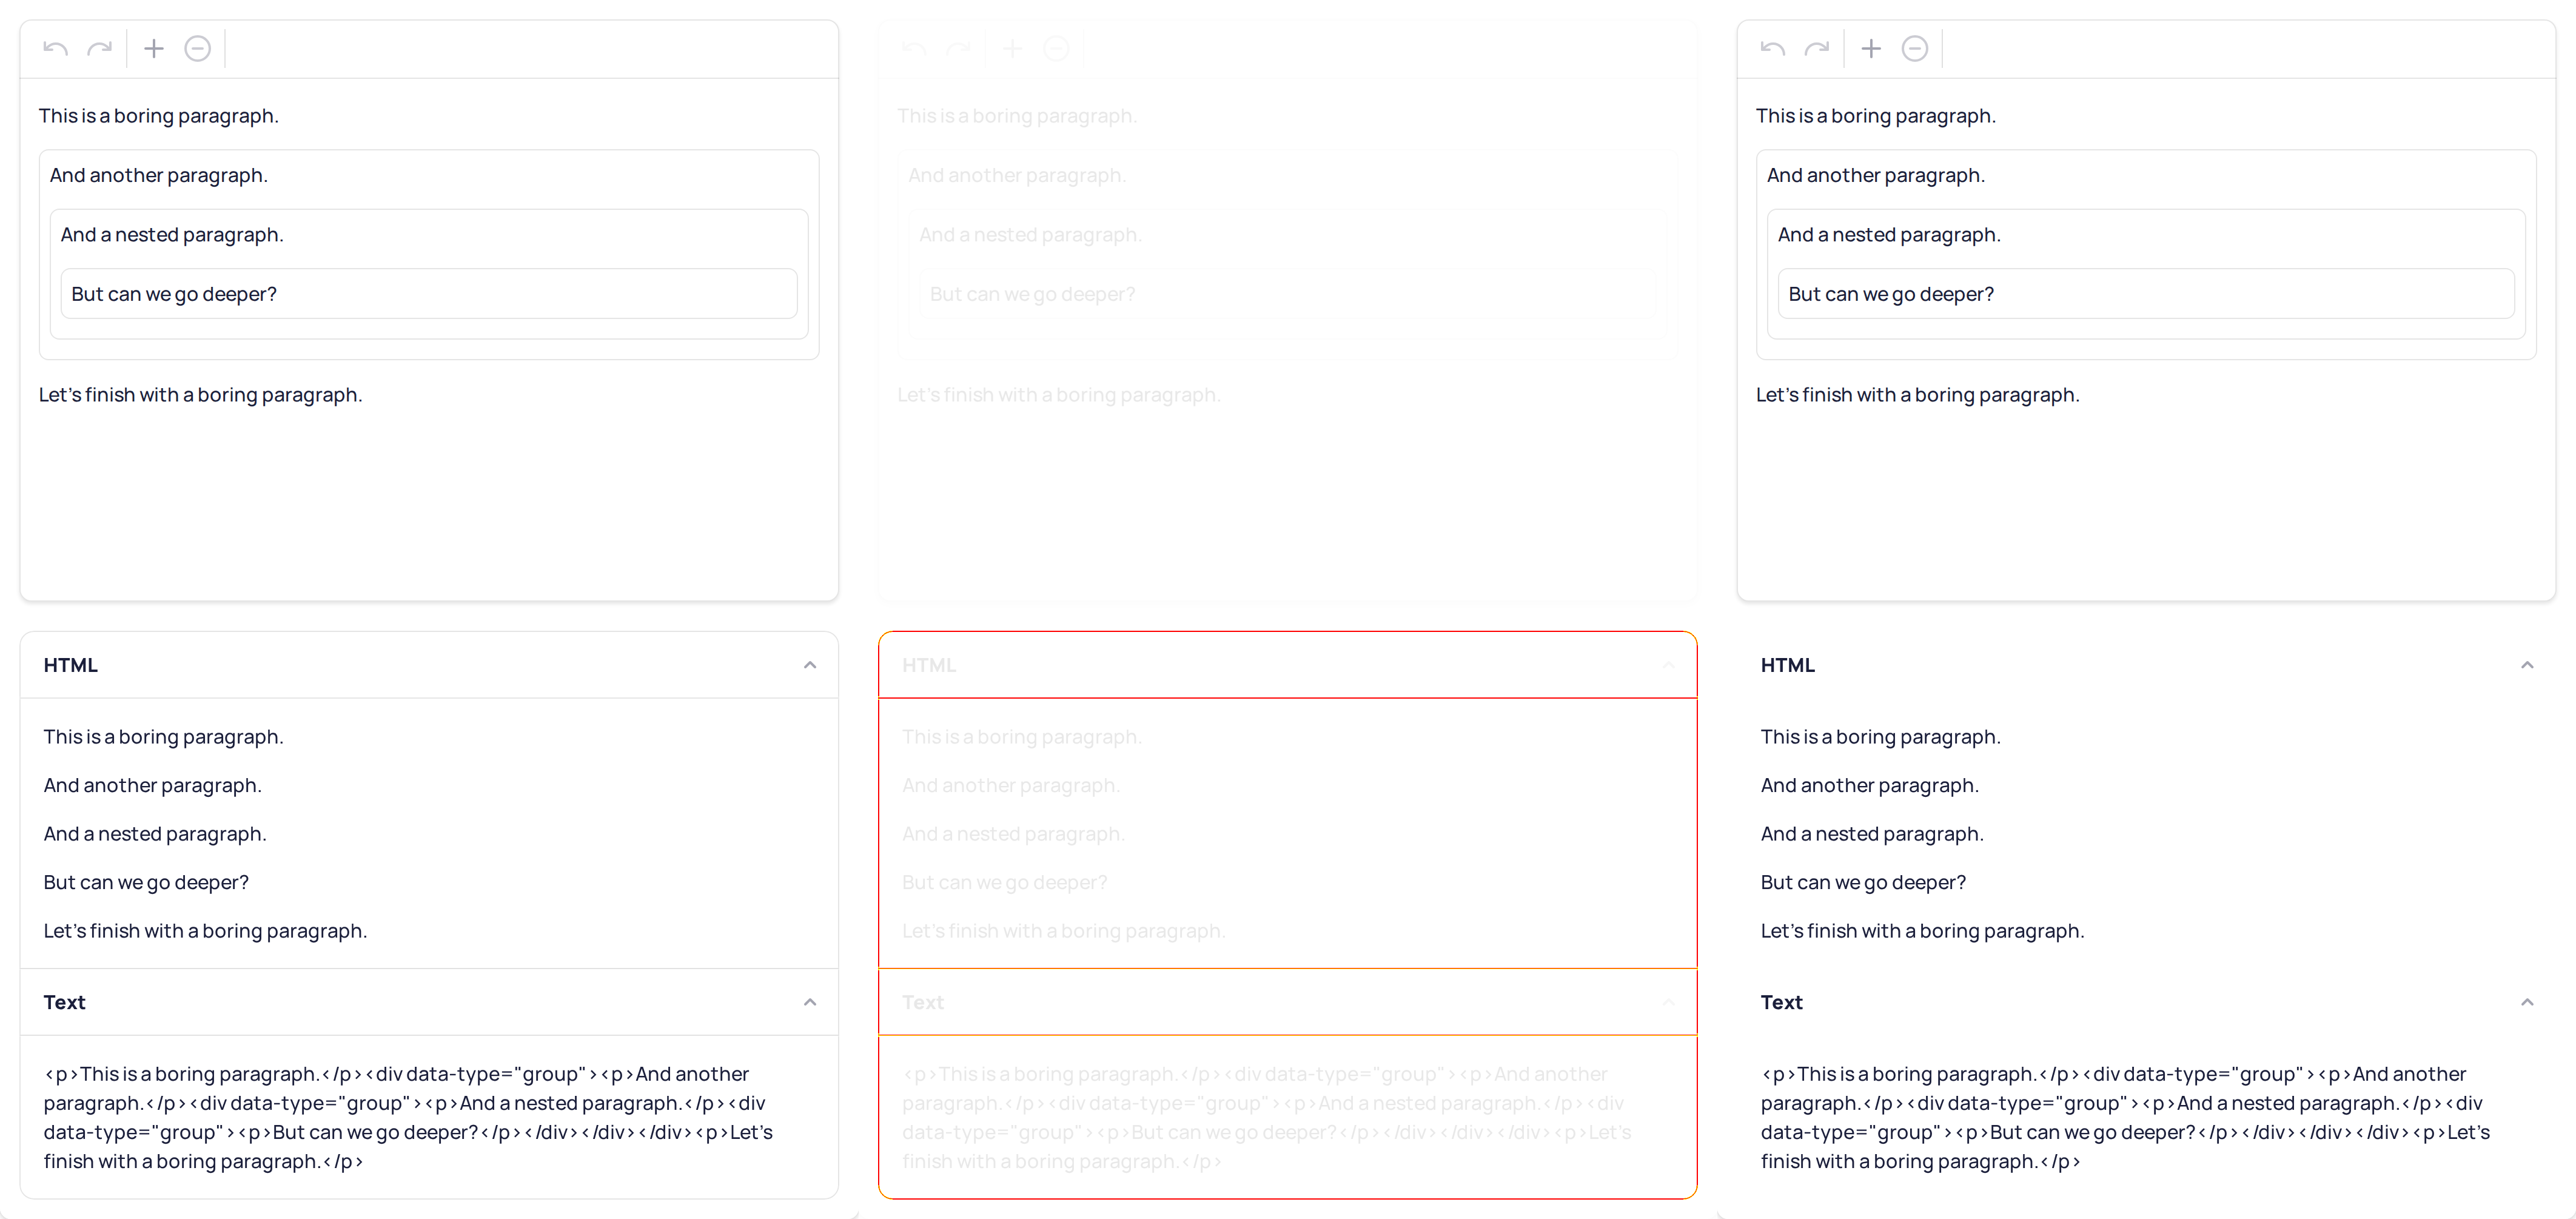 This is a boring paragraph.
And another paragraph.
And a nested paragraph.
But can we go deeper?
Let's finish with a boring paragraph.
HTML
This is a boring paragraph.
And another paragraph.
And a nested paragraph.
But can we go deeper?
Let's finish with a boring paragraph.
Text
<p>This is a boring paragraph.</p><div data-type="group"><p>And another
paragraph.</p><div data-type="group"><p>And a nested paragraph.</p><div
data-type="group"><p>But can we go deeper?</p></div></div></div><p>Let's
finish with a boring paragraph.</p>
This is a boring paragraph.
And another paragraph.
And a nested paragraph.
But can we go deeper?
Let's finish with a boring paragraph.
HTML
This is a boring paragraph.
And another paragraph.
And a nested paragraph.
But can we go deeper?
Let's finish with a boring paragraph.
Text
<p>This is a boring paragraph.</p><div data-type="group"><p>And another
paragraph.</p><div data-type="group"><p>And a nested paragraph.</p><div
data-type="group"><p>But can we go deeper?</p></div></div></div><p>Let's
finish with a boring paragraph.</p>
This is a boring paragraph.
And another paragraph.
And a nested paragraph.
But can we go deeper?
Let's finish with a boring paragraph.
HTML
This is a boring paragraph.
And another paragraph.
And a nested paragraph.
But can we go deeper?
Let's finish with a boring paragraph.
Text
<p>This is a boring paragraph.</p><div data-type="group"><p>And another
paragraph.</p><div data-type="group"><p>And a nested paragraph.</p><div
data-type="group"><p>But can we go deeper?</p></div></div></div><p>Let's
finish with a boring paragraph.</p>